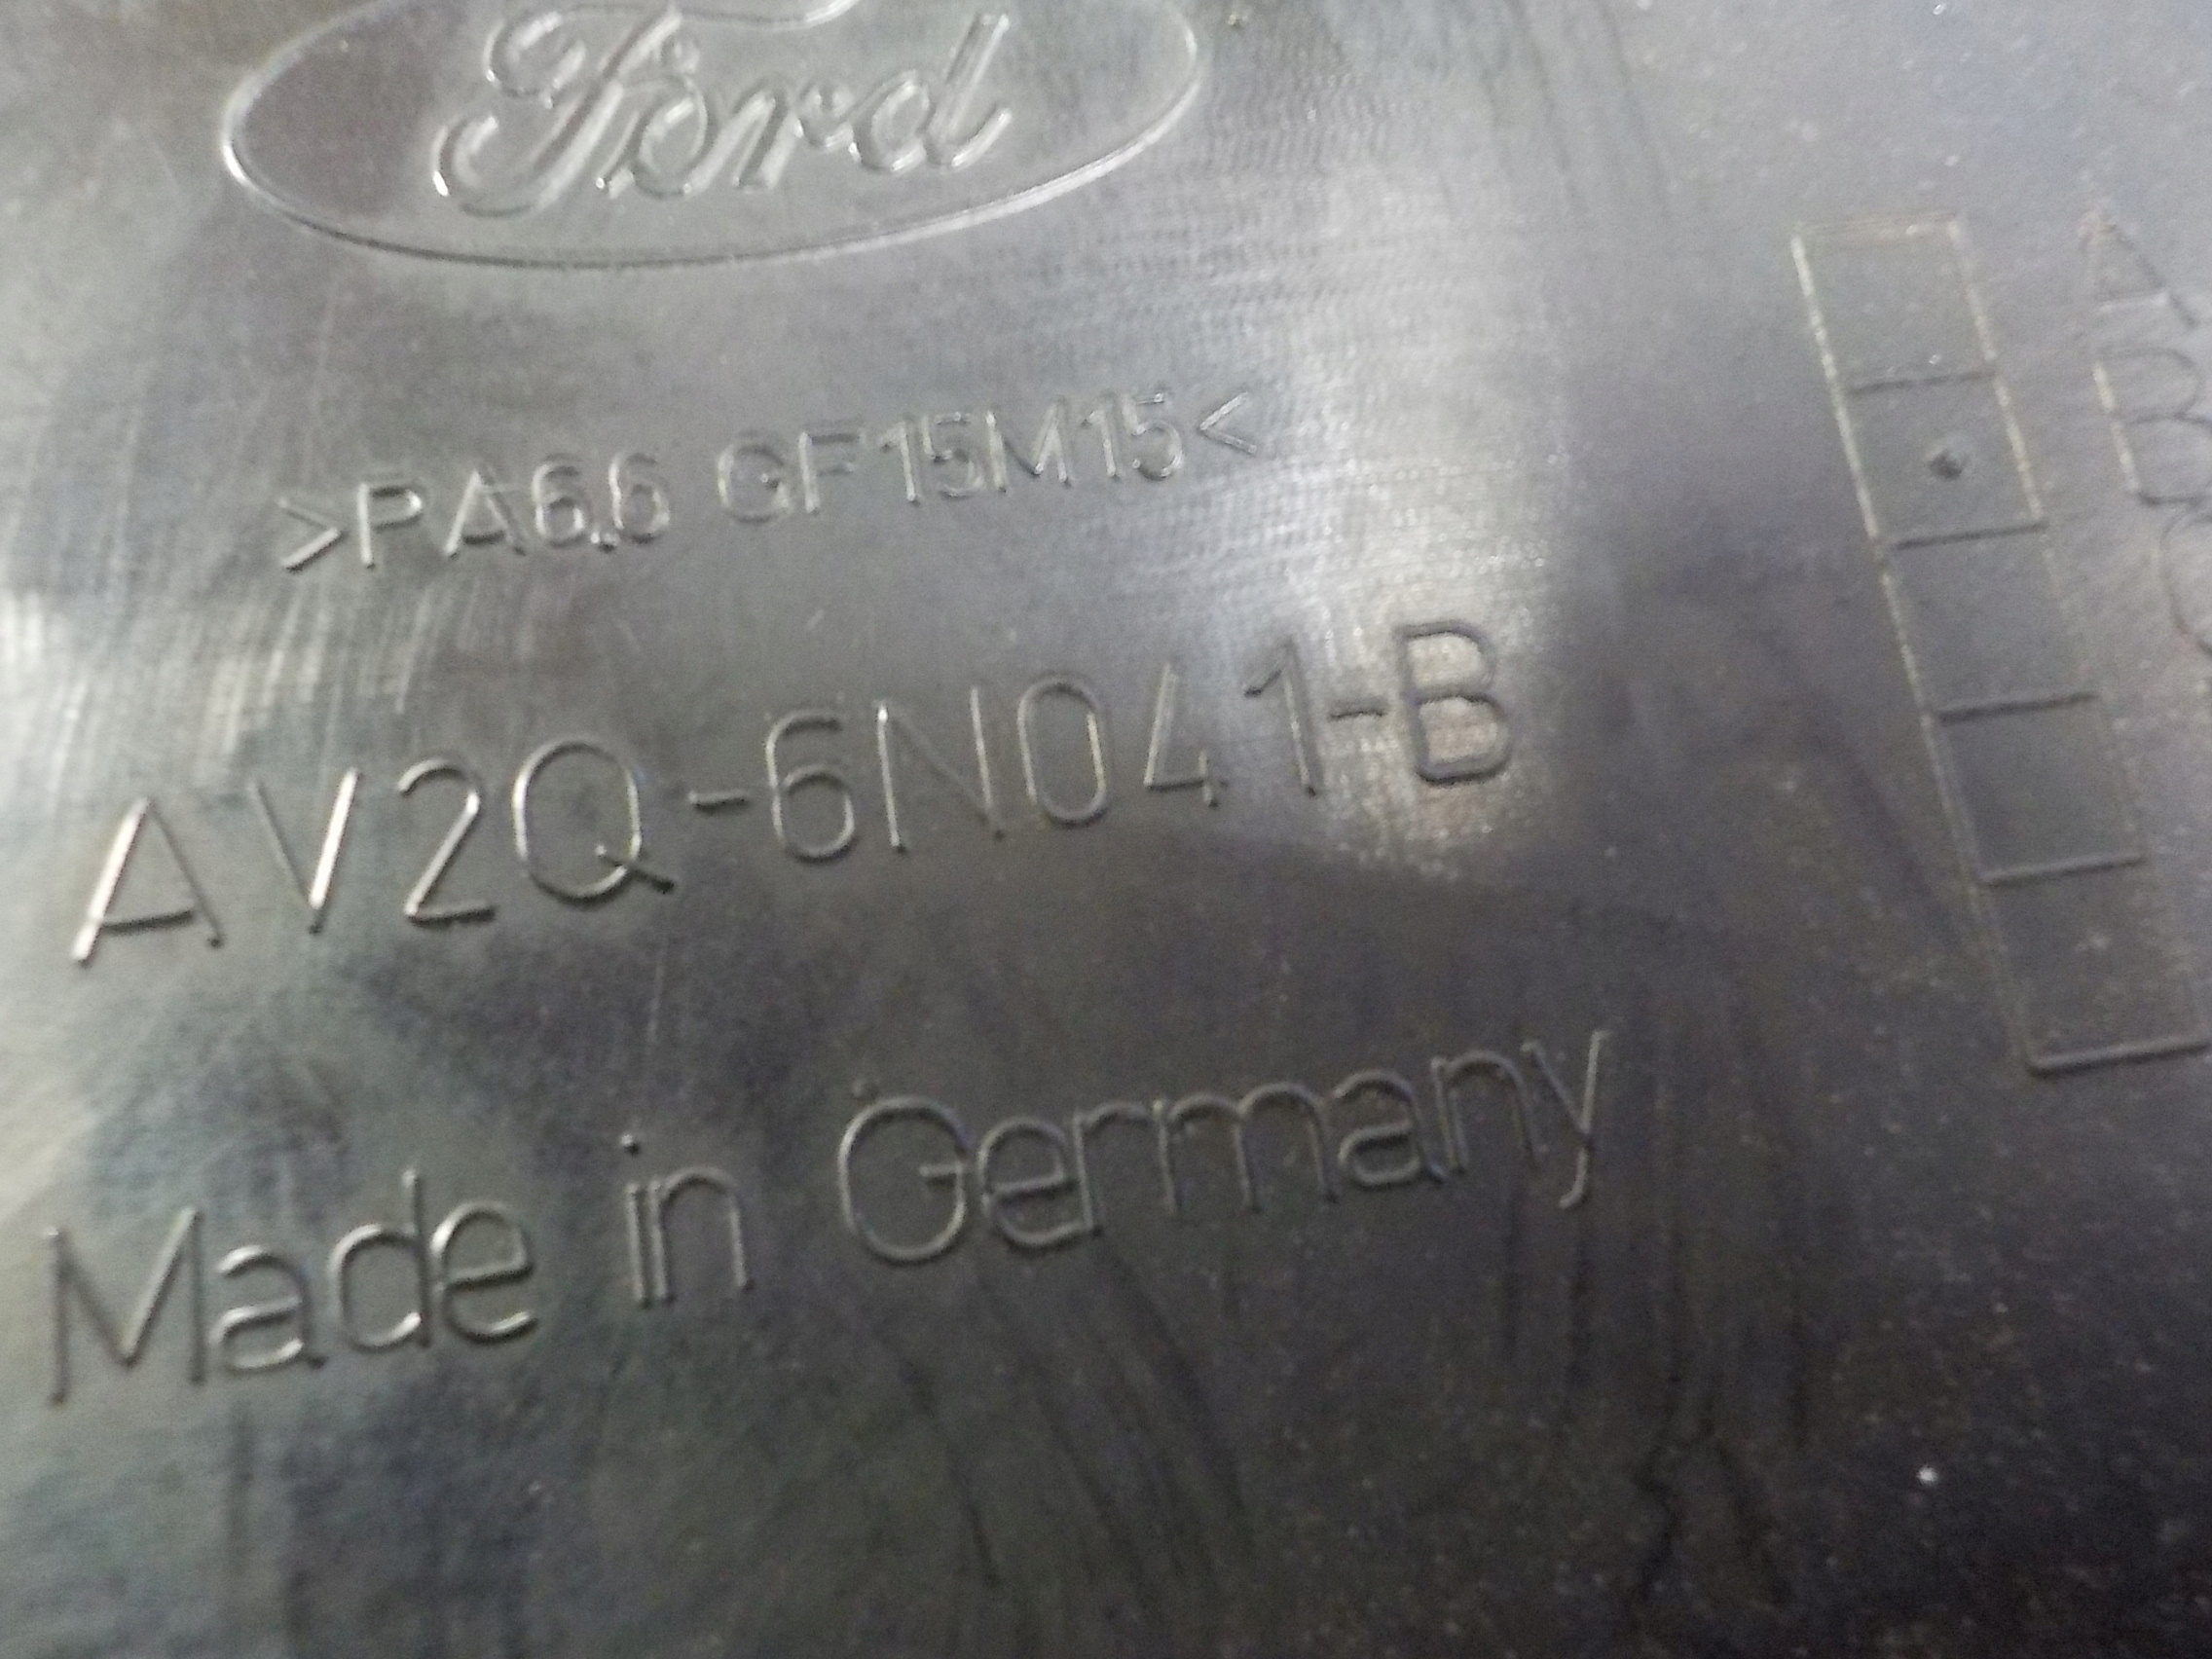 Ford
>PA6.6 GF15M15<
AV2Q-6N041-B
Made in Germany
A
B
C